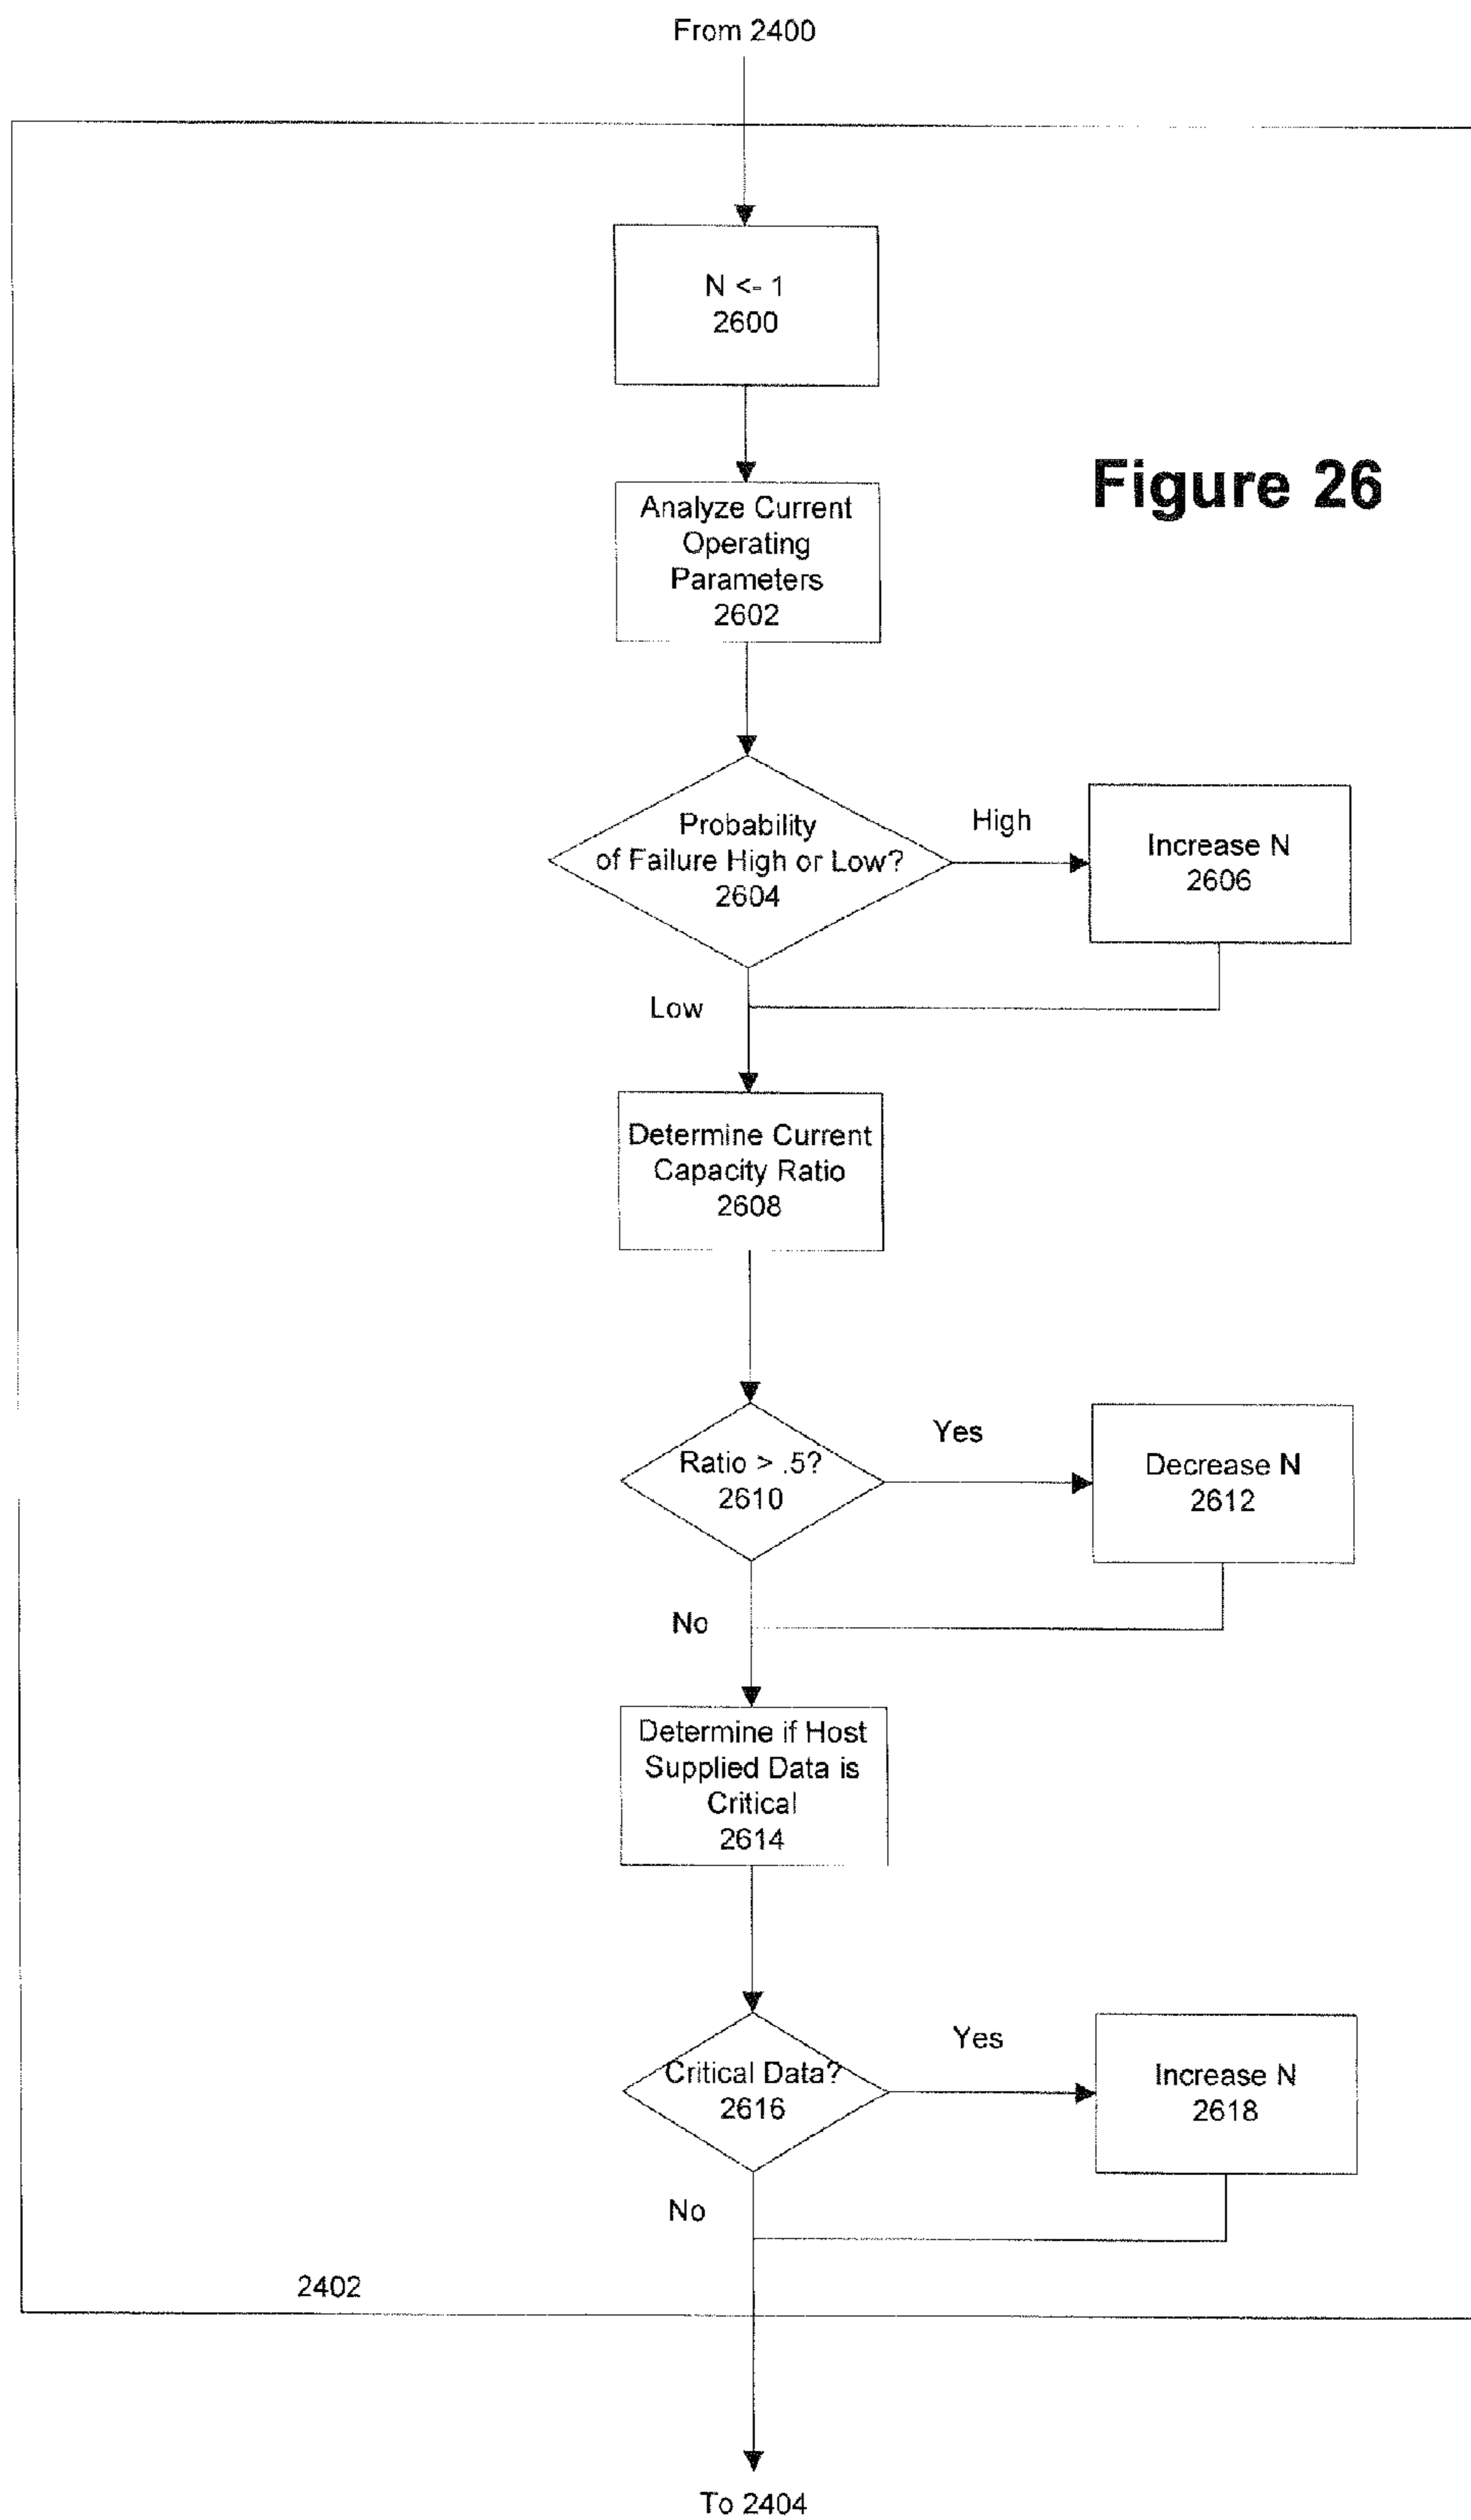 From 2400
N <- 1
2600
Figure 26
Analyze Current
Operating
Parameters
2602
Probability
of Failure High or Low?
2604
High
Increase N
2606
Low
Determine Current
Capacity Ratio
2608
Ratio > .5?
2610
Yes
Decrease N
2612
No
Determine if Host
Supplied Data is
Critical
2614
Critical Data?
2616
Yes
Increase N
2618
No
2402
To 2404